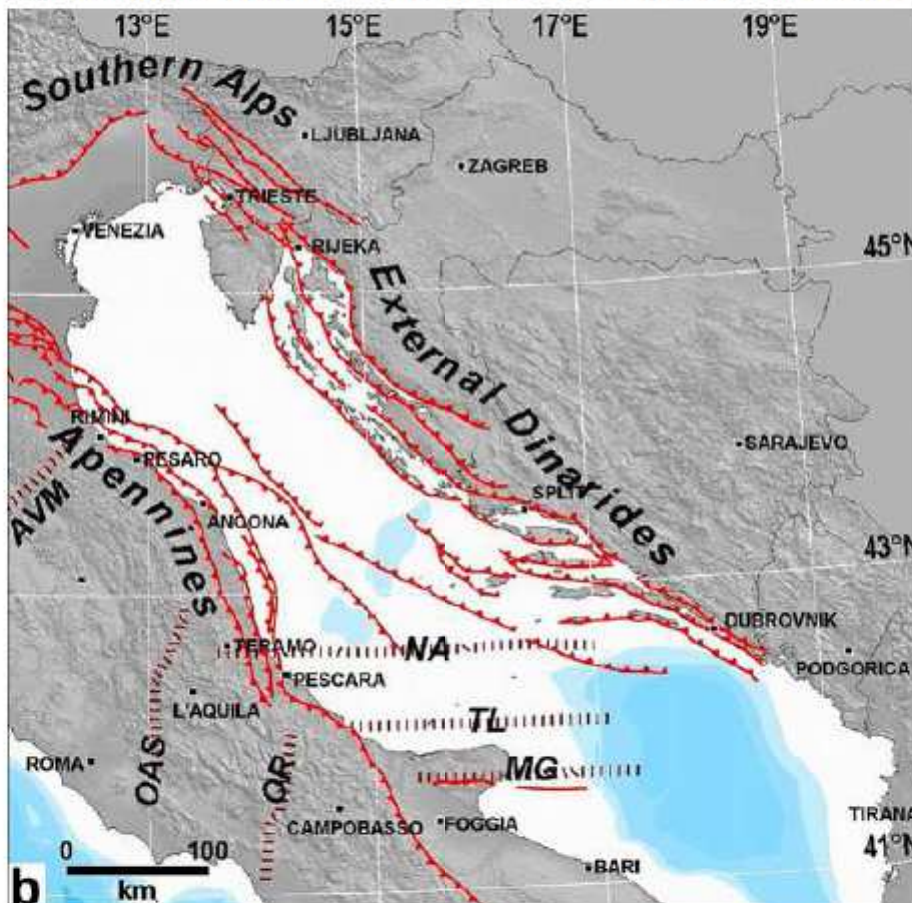 13°E 15°E 17°E 19°E
Southern Alps
LJUBLJANA
ZAGREB
TRIESTE
VENEZIA
RIJEKA
45°N
External Dinarides
RIMINI
Apennines
PESARO
SARAJEVO
AVM
ANCONA
SPLIT
43°N
DUBROVNIK
TERAMO
NA
PODGORICA
PESCARA
L'AQUILA
TL
ROMA
OAS
OR
MG
TIRANA
CAMPOBASSO
FOGGIA
41°N
0 100
km
BARI
b